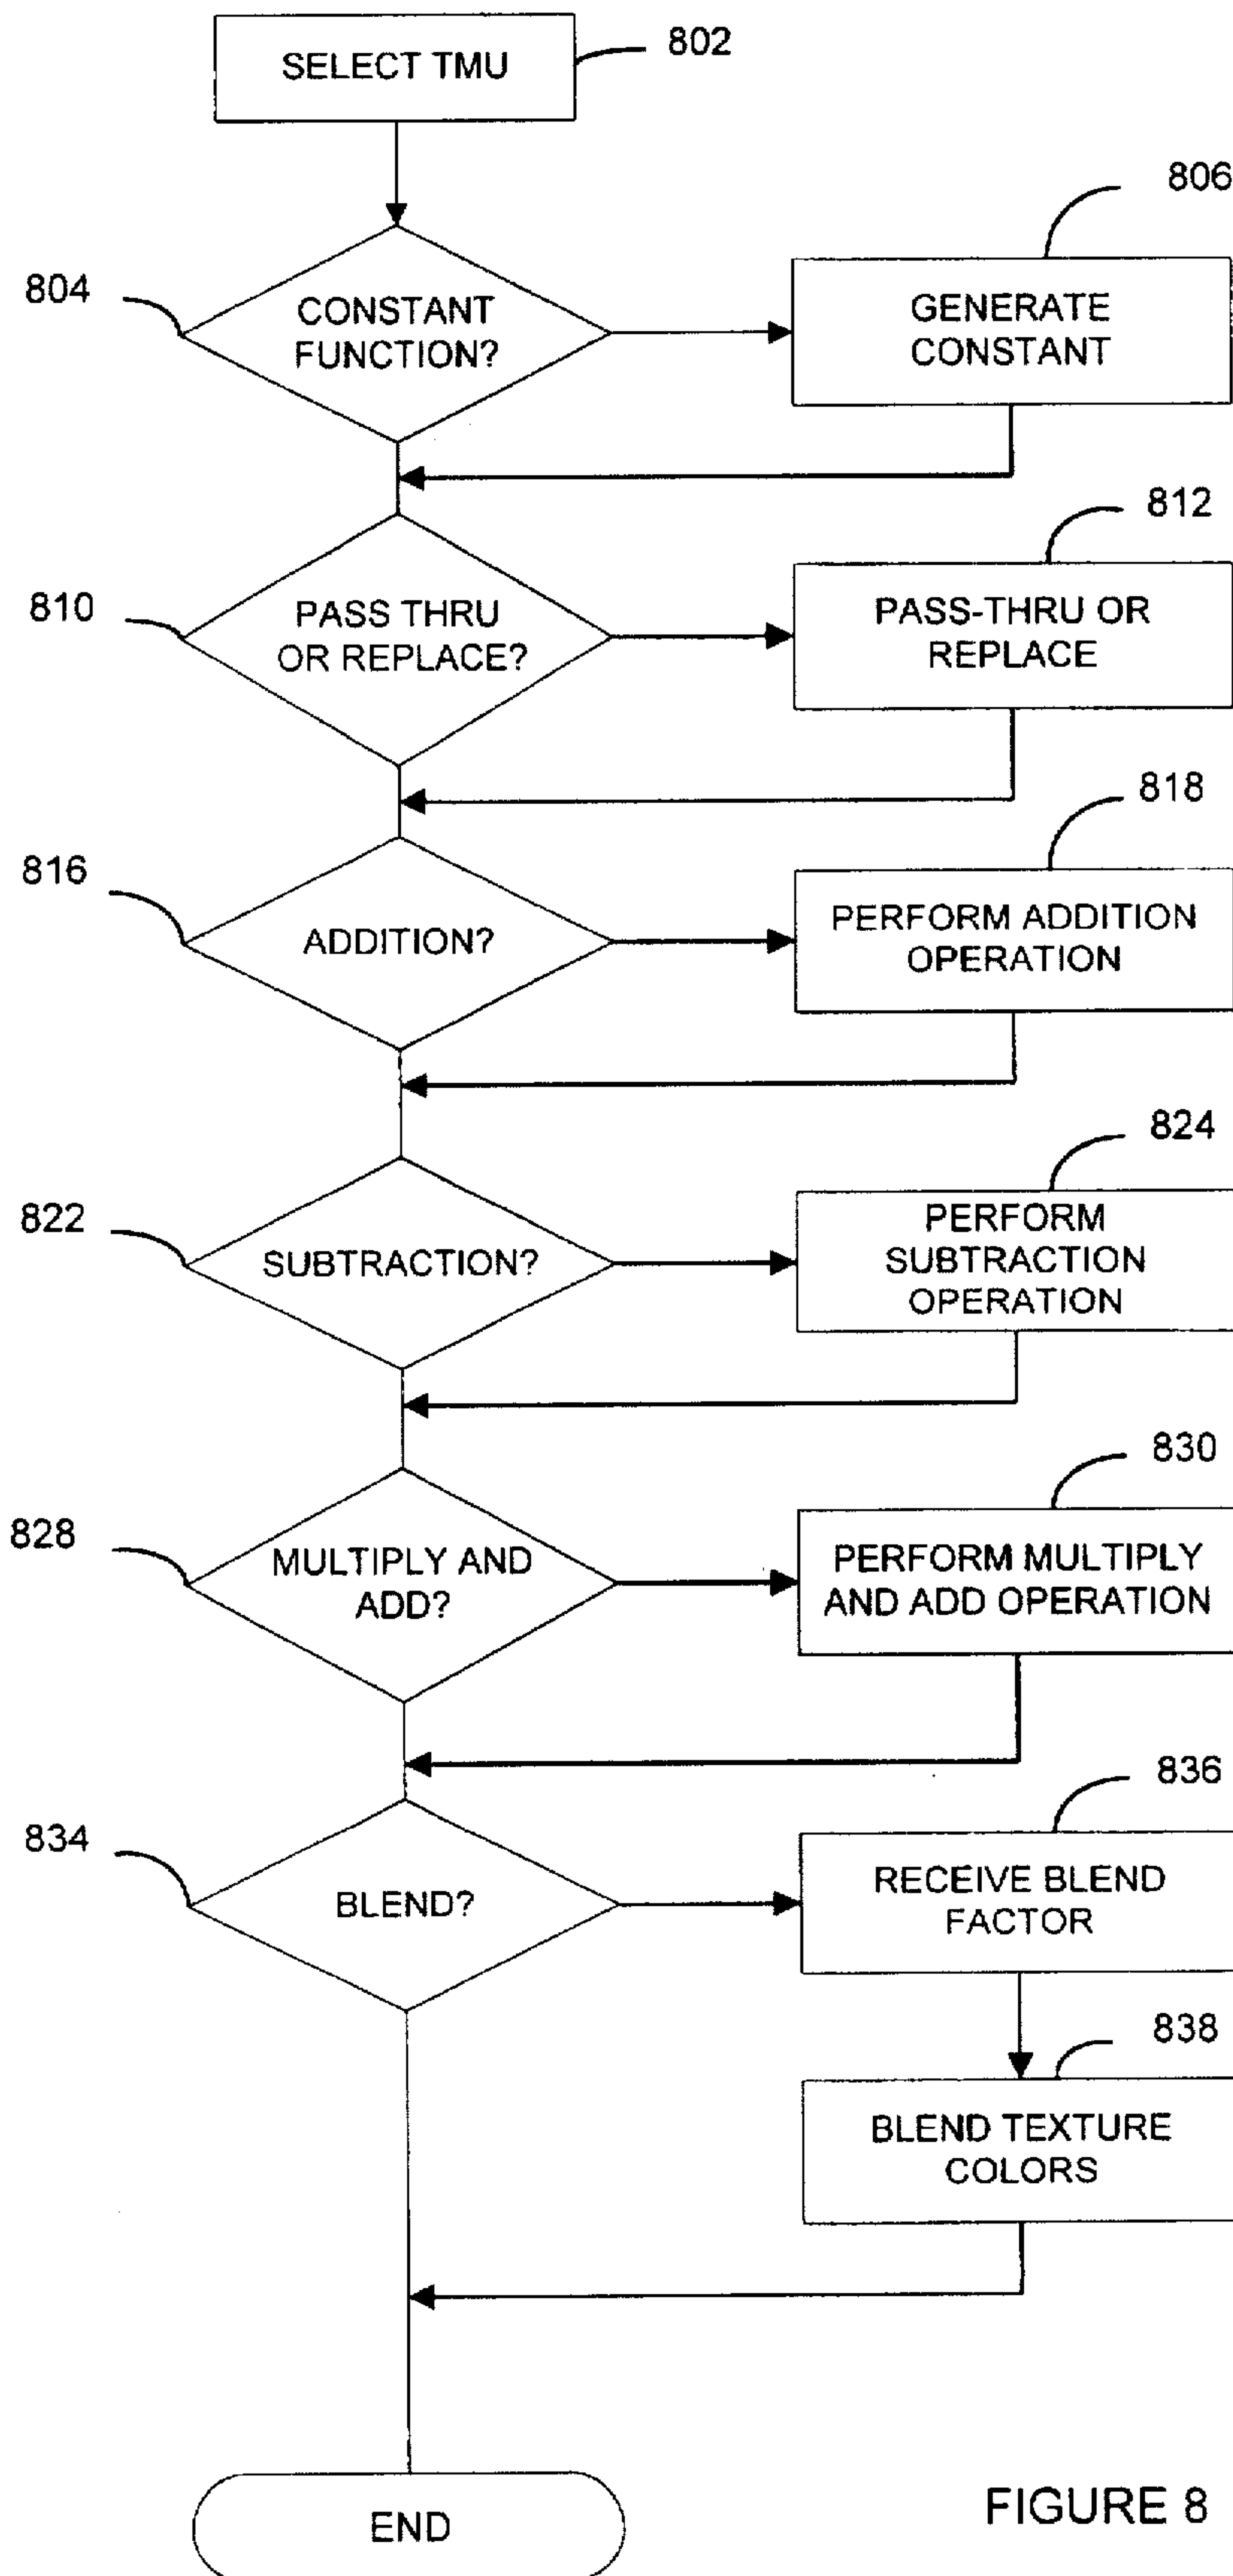 SELECT TMU
802
806
804
CONSTANT
FUNCTION?
GENERATE
CONSTANT
812
810
PASS THRU
OR REPLACE?
PASS-THRU OR
REPLACE
818
816
ADDITION?
PERFORM ADDITION
OPERATION
824
822
SUBTRACTION?
PERFORM
SUBTRACTION
OPERATION
830
828
MULTIPLY AND
ADD?
PERFORM MULTIPLY
AND ADD OPERATION
836
834
BLEND?
RECEIVE BLEND
FACTOR
838
BLEND TEXTURE
COLORS
END
FIGURE 8